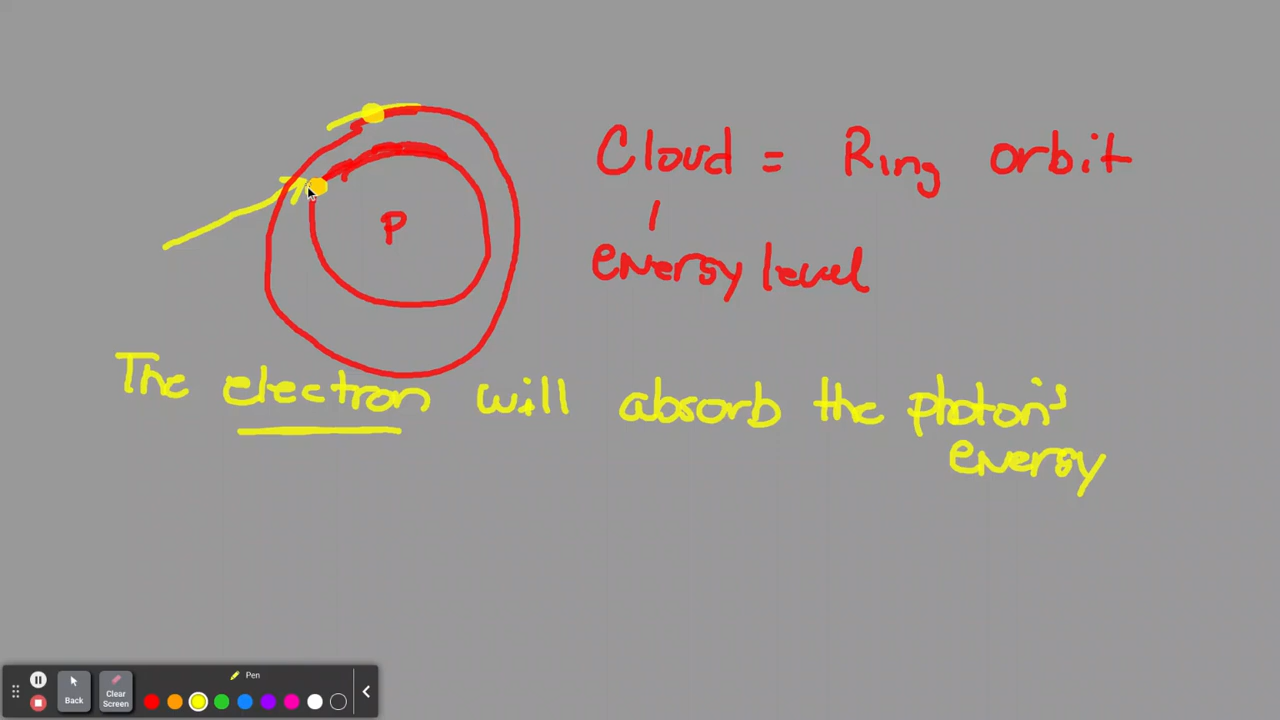 Cloud = Ring orbit
P
energy level
The electron will absorb the photon's
energy
Pen
Back
Clear
Screen